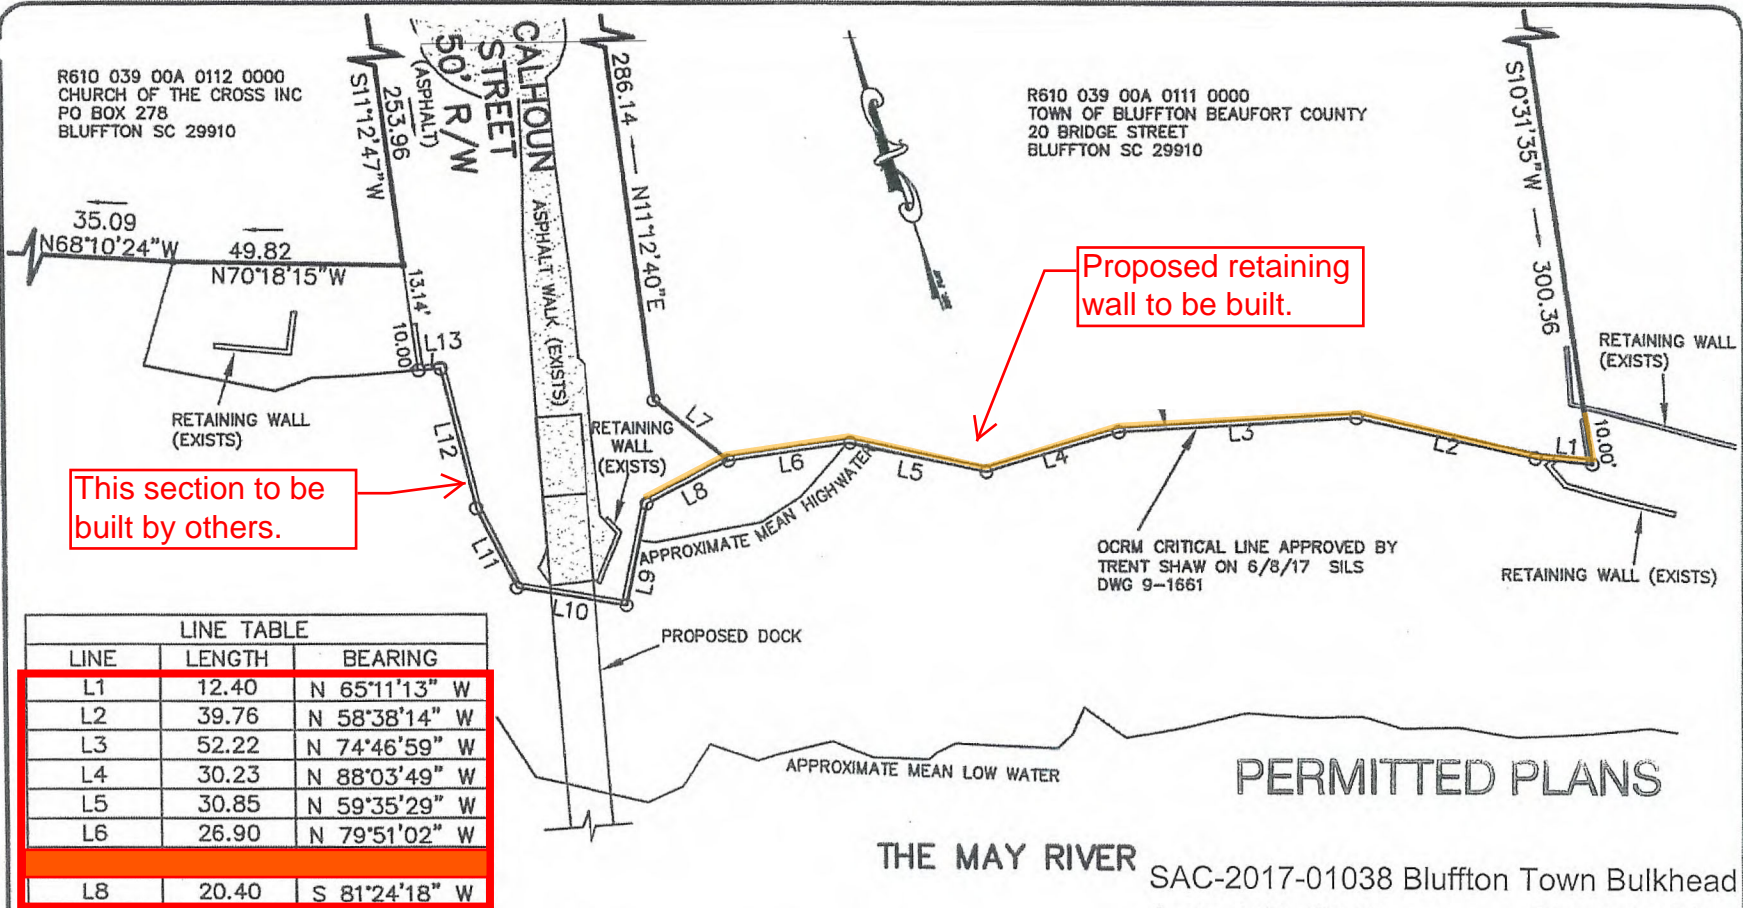 R610 039 00A 0112 0000
CHURCH OF THE CROSS INC
PO BOX 278
BLUFFTON SC 29910
253.96
S11°12'47"W
CALHOUN
STREET
50' R/W
(ASPHALT)
286.14 — N11°12'40"E
R610 039 00A 0111 0000
TOWN OF BLUFFTON BEAUFORT COUNTY
20 BRIDGE STREET
BLUFFTON SC 29910
S10°31'35"W — 300.36
35.09
N68°10'24"W
49.82
N70°18'15"W
13.14'
10.00'
L13
ASPHALT WALK (EXISTS)
Proposed retaining
wall to be built.
RETAINING WALL
(EXISTS)
RETAINING WALL
(EXISTS)
L12
RETAINING
WALL
(EXISTS)
L7
L6
L5
L4
L3
L2
L1
10.00'
L8
This section to be
built by others.
L11
APPROXIMATE MEAN HIGHWATER
L9
L10
OCRM CRITICAL LINE APPROVED BY
TRENT SHAW ON 6/8/17 SILS
DWG 9-1661
RETAINING WALL (EXISTS)
PROPOSED DOCK
LINE TABLE
LINE LENGTH BEARING
L1 12.40 N 65°11'13" W
L2 39.76 N 58°38'14" W
L3 52.22 N 74°46'59" W
L4 30.23 N 88°03'49" W
L5 30.85 N 59°35'29" W
L6 26.90 N 79°51'02" W
L8 20.40 S 81°24'18" W
APPROXIMATE MEAN LOW WATER
PERMITTED PLANS
THE MAY RIVER
SAC-2017-01038 Bluffton Town Bulkhead